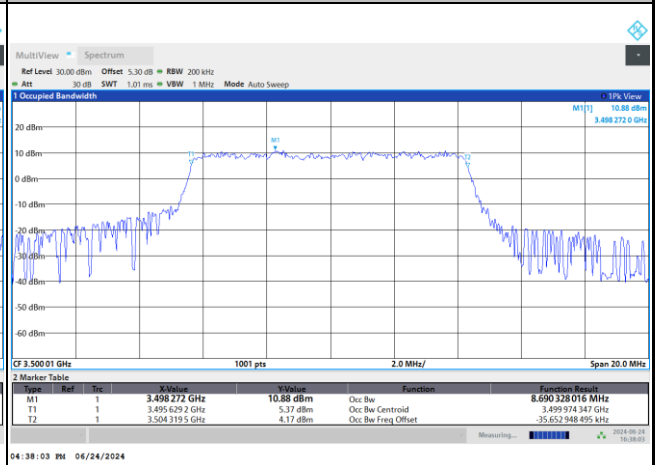 MultiView Spectrum
Ref Level 30.00 dBm Offset 5.30 dB RBW 200 kHz
Att 30 dB SWT 1.01 ms VBW 1 MHz Mode Auto Sweep
1 Occupied Bandwidth 1Pk View
M1[1] 10.88 dBm
3.498 272 0 GHz
20 dBm
M1
10 dBm
T1
T2
0 dBm
-10 dBm
-20 dBm
-30 dBm
-40 dBm
-50 dBm
-60 dBm
CF 3.500 01 GHz 1001 pts 2.0 MHz/ Span 20.0 MHz
2 Marker Table
Type Ref Trc X-Value Y-Value Function Function Result
M1 1 3.498 272 GHz 10.88 dBm Occ Bw 8.690 328 016 MHz
T1 1 3.495 629 2 GHz 5.37 dBm Occ Bw Centroid 3.499 974 347 GHz
T2 1 3.504 319 5 GHz 4.17 dBm Occ Bw Freq Offset -35.652 948 495 kHz
Measuring... 2024-06-24
16:38:03
04:38:03 PM 06/24/2024